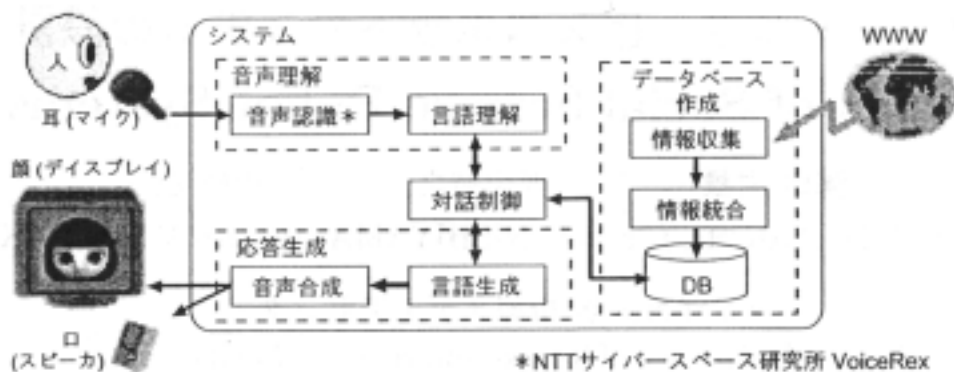 システム
WWW
人
音声理解
データベース
作成
耳 (マイク)
音声認識*
言語理解
情報収集
顔 (ディスプレイ)
対話制御
情報統合
応答生成
音声合成
言語生成
DB
口
(スピーカ)
*NTTサイバースペース研究所 VoiceRex